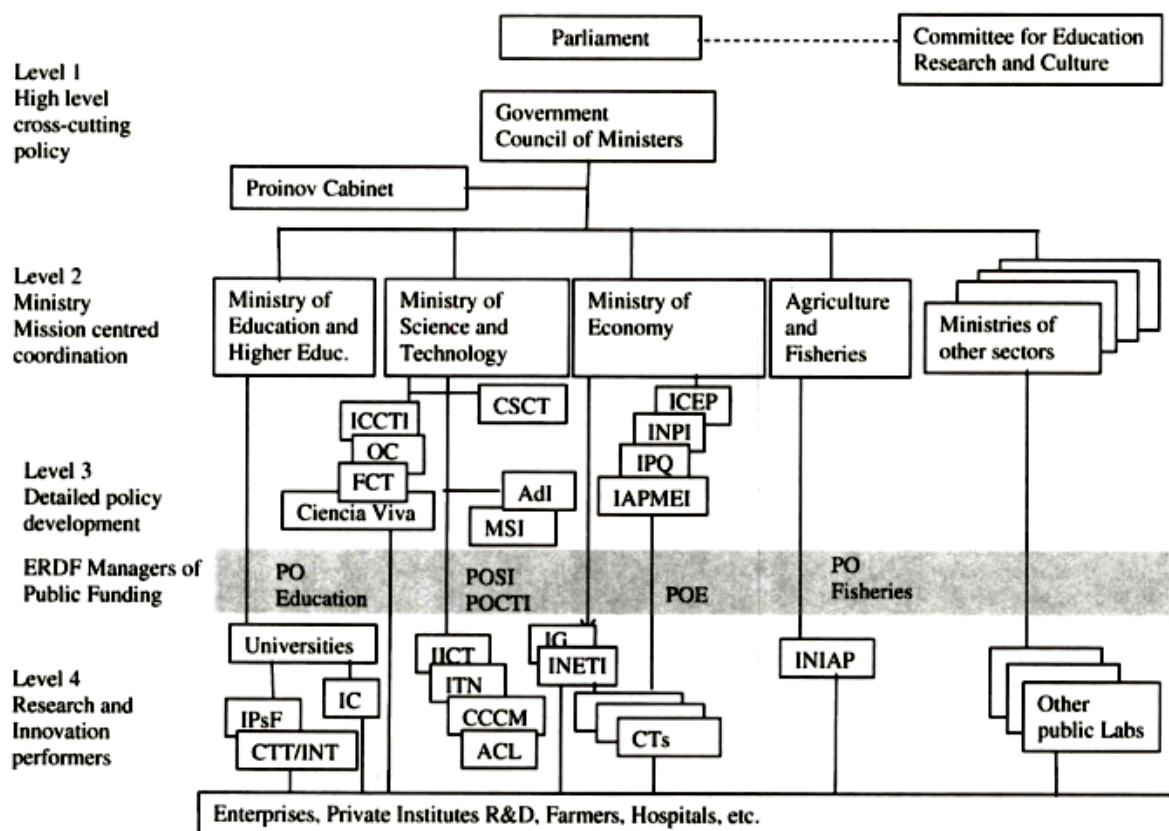 Parliament
Committee for Education
Research and Culture
Level 1
High level
cross-cutting
policy
Government
Council of Ministers
Proinov Cabinet
Level 2
Ministry
Mission centred
coordination
Ministry of
Education and
Higher Educ.
Ministry of
Science and
Technology
Ministry of
Economy
Agriculture
and
Fisheries
Ministries of
other sectors
CSCT
ICCTI
OC
FCT
Ciencia Viva
ICEP
INPI
IPQ
IAPMEI
Level 3
Detailed policy
development
AdI
MSI
ERDF Managers of
Public Funding
PO
Education
POSI
POCTI
POE
PO
Fisheries
Level 4
Research and
Innovation
performers
Universities
IC
IPsF
CTT/INT
IICT
ITN
CCCM
ACL
IG
INETI
CTs
INIAP
Other
public Labs
Enterprises, Private Institutes R&D, Farmers, Hospitals, etc.